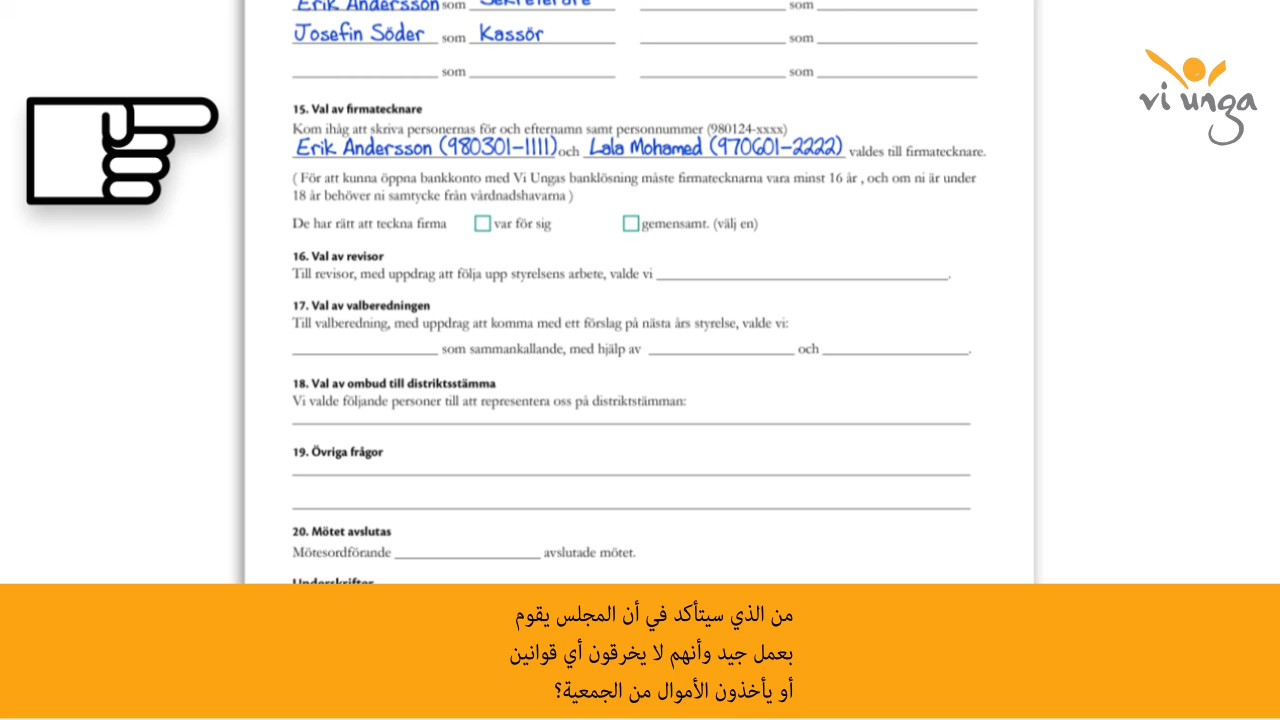 Erik Andersson som Sekreterare som
Josefin Söder som Kassör som
som som
15. Val av firmatecknare
Kom ihåg att skriva personernas för och efternamn samt personnummer (980124-xxxx)
Erik Andersson (980301-1111) och Lala Mohamed (970601-2222) valdes till firmatecknare.
( För att kunna öppna bankkonto med Vi Ungas banklösning måste firmatecknarna vara minst 16 år , och om ni är under
18 år behöver ni samtycke från vårdnadshavarna )
De har rätt att teckna firma var för sig gemensamt. (välj en)
16. Val av revisor
Till revisor, med uppdrag att följa upp styrelsens arbete, valde vi .
17. Val av valberedningen
Till valberedning, med uppdrag att komma med ett förslag på nästa års styrelse, valde vi:
som sammankallande, med hjälp av och .
18. Val av ombud till distriktsstämma
Vi valde följande personer till att representera oss på distriktstämman:
19. Övriga frågor
20. Mötet avslutas
Mötesordförande avslutade mötet.
Underskrifter
vi unga
من الذي سيتأكد في أن المجلس يقوم
بعمل جيد وأنهم لا يخرقون أي قوانين
أو يأخذون الأموال من الجمعية؟